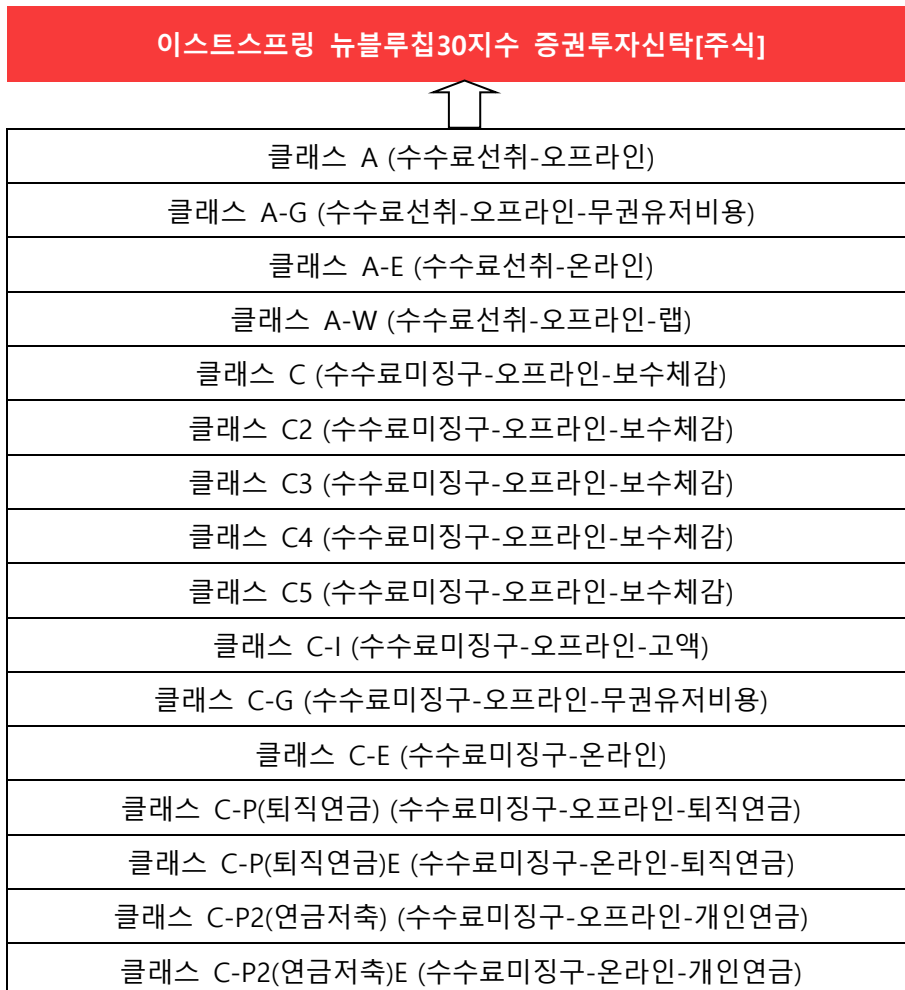 이스트스프링 뉴블루칩30지수 증권투자신탁[주식]
클래스 A (수수료선취-오프라인)
클래스 A-G (수수료선취-오프라인-무권유저비용)
클래스 A-E (수수료선취-온라인)
클래스 A-W (수수료선취-오프라인-랩)
클래스 C (수수료미징구-오프라인-보수체감)
클래스 C2 (수수료미징구-오프라인-보수체감)
클래스 C3 (수수료미징구-오프라인-보수체감)
클래스 C4 (수수료미징구-오프라인-보수체감)
클래스 C5 (수수료미징구-오프라인-보수체감)
클래스 C-I (수수료미징구-오프라인-고액)
클래스 C-G (수수료미징구-오프라인-무권유저비용)
클래스 C-E (수수료미징구-온라인)
클래스 C-P(퇴직연금) (수수료미징구-오프라인-퇴직연금)
클래스 C-P(퇴직연금)E (수수료미징구-온라인-퇴직연금)
클래스 C-P2(연금저축) (수수료미징구-오프라인-개인연금)
클래스 C-P2(연금저축)E (수수료미징구-온라인-개인연금)